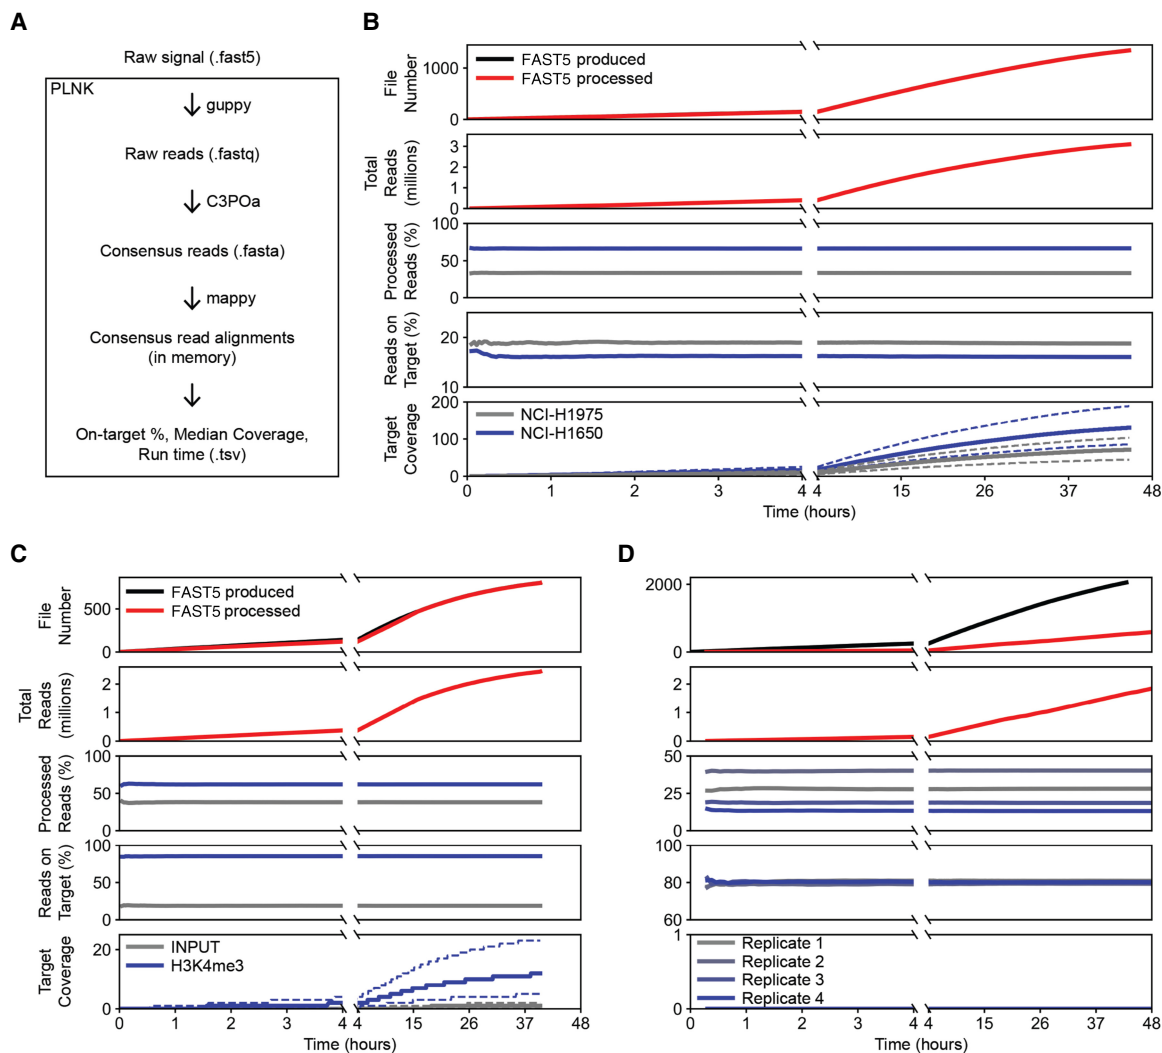 A
Raw signal (.fast5)
PLNK
guppy
Raw reads (.fastq)
C3POa
Consensus reads (.fasta)
mappy
Consensus read alignments
(in memory)
On-target %, Median Coverage,
Run time (.tsv)
B
File
Number
1000
0
FAST5 produced
FAST5 processed
Total
Reads
(millions)
3
2
1
0
Processed
Reads (%)
100
50
0
Reads on
Target (%)
20
10
Target
Coverage
200
100
0
NCI-H1975
NCI-H1650
0 1 2 3 4 4 15 26 37 48
Time (hours)
C
File
Number
500
0
FAST5 produced
FAST5 processed
Total
Reads
(millions)
2
1
0
Processed
Reads (%)
100
50
0
Reads on
Target (%)
100
50
0
Target
Coverage
20
0
INPUT
H3K4me3
0 1 2 3 4 4 15 26 37 48
Time (hours)
D
2000
0
2
1
0
50
25
0
100
80
60
1
0
Replicate 1
Replicate 2
Replicate 3
Replicate 4
0 1 2 3 4 4 15 26 37 48
Time (hours)